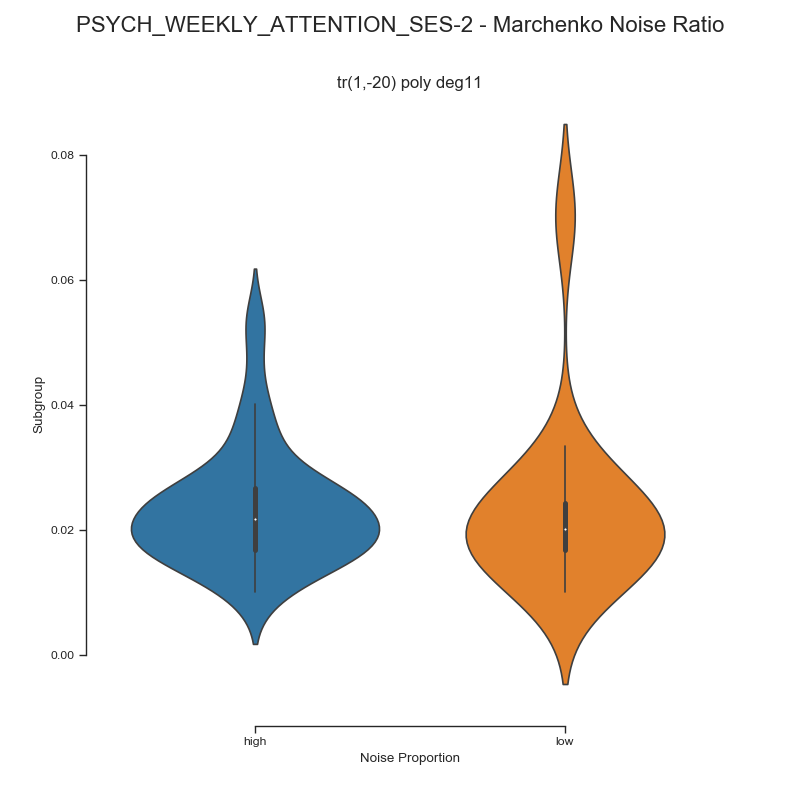 PSYCH_WEEKLY_ATTENTION_SES-2 - Marchenko Noise Ratio
tr(1,-20) poly deg11
0.08
0.06
0.04
0.02
0.00
Subgroup
high
low
Noise Proportion